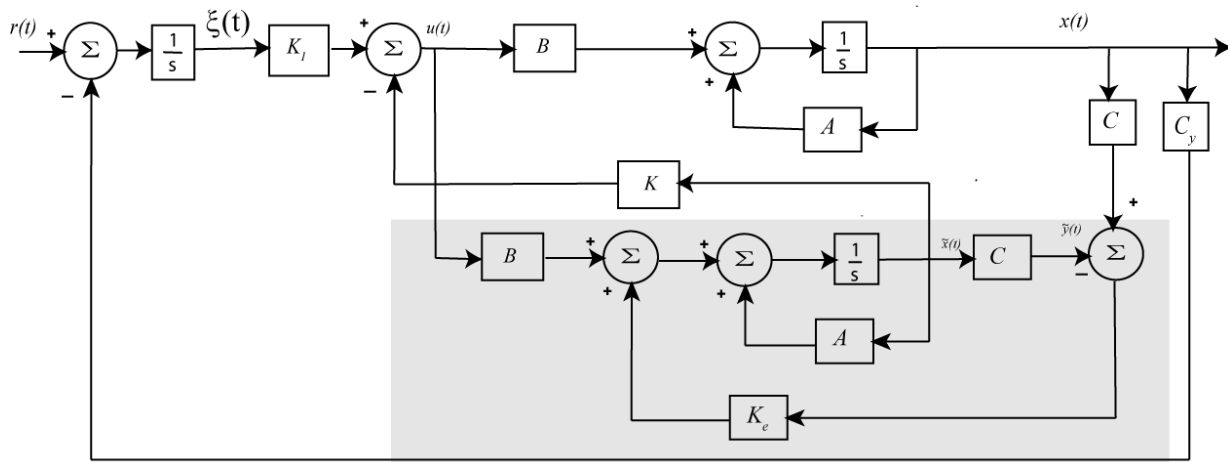 r(t) + Σ 1/s ξ(t) K_I + Σ u(t) B + Σ 1/s x(t)
− − + A C C_y
K +
+ Σ + Σ 1/s x̃(t) C ỹ(t) Σ
B + + −
A
K_e